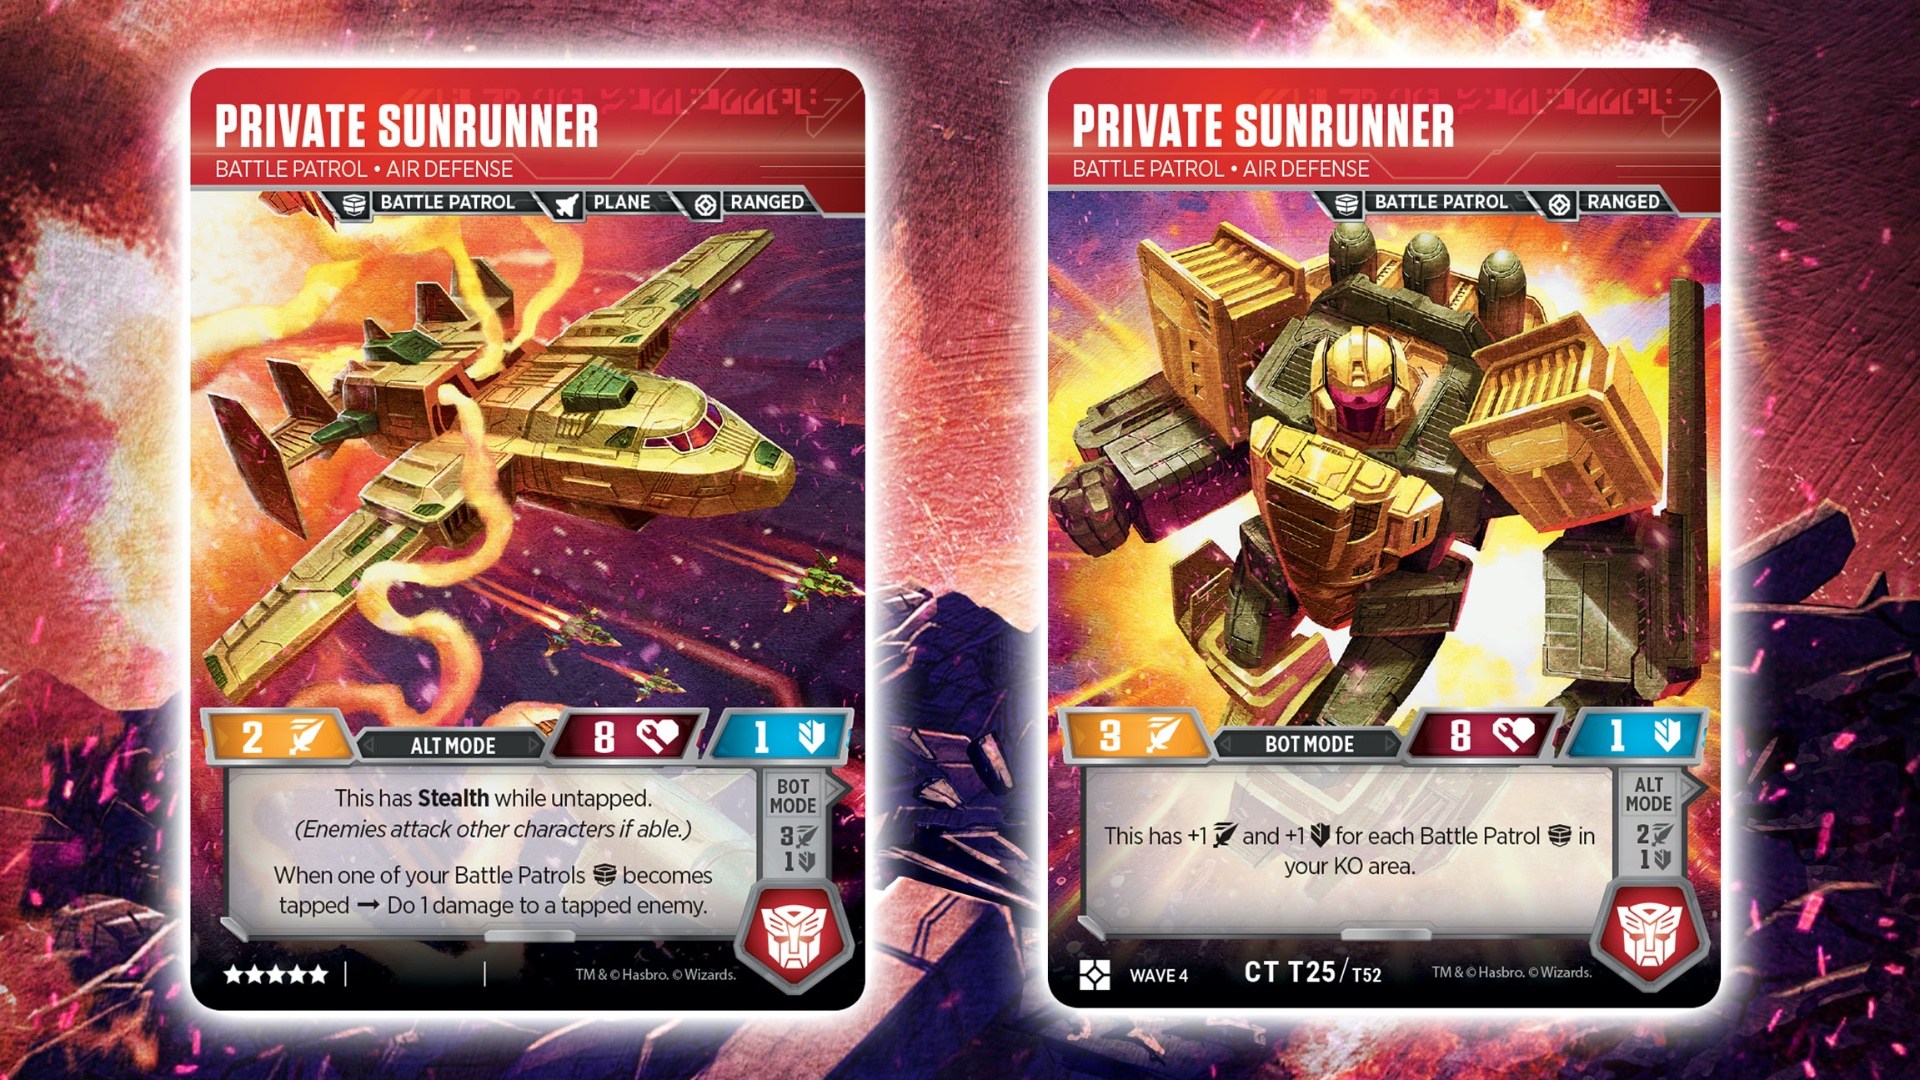 PRIVATE SUNRUNNER
BATTLE PATROL • AIR DEFENSE
BATTLE PATROL
PLANE
RANGED
2
ALT MODE
8
1
This has Stealth while untapped.
(Enemies attack other characters if able.)
When one of your Battle Patrols becomes
tapped → Do 1 damage to a tapped enemy.
BOT
MODE
3
1
TM & © Hasbro. © Wizards.
PRIVATE SUNRUNNER
BATTLE PATROL • AIR DEFENSE
BATTLE PATROL
RANGED
3
BOT MODE
8
1
This has +1 and +1 for each Battle Patrol in
your KO area.
ALT
MODE
2
1
WAVE 4
CT T25/T52
TM & © Hasbro. © Wizards.